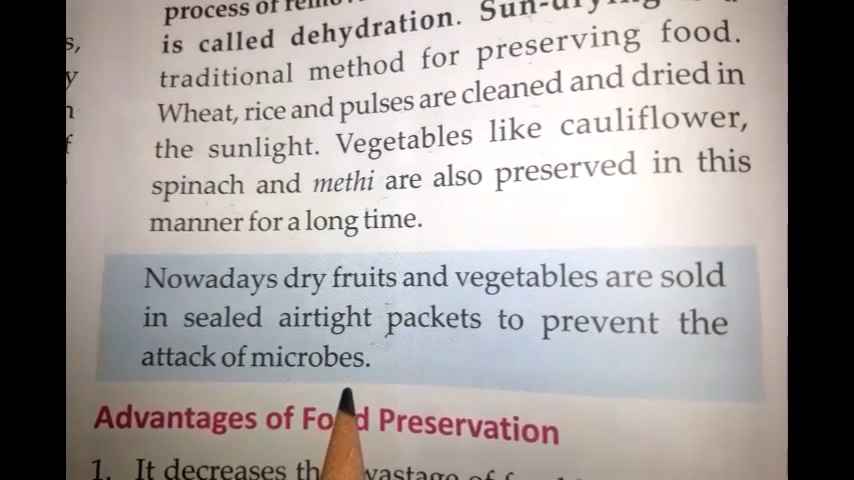 s,
y
process of
is called dehydration. Sun-drying
traditional method for preserving food.
Wheat, rice and pulses are cleaned and dried in
the sunlight. Vegetables like cauliflower,
spinach and methi are also preserved in this
manner for a long time.
Nowadays dry fruits and vegetables are sold
in sealed airtight packets to prevent the
attack of microbes.
Advantages of Food Preservation
1. It decreases the wastage of